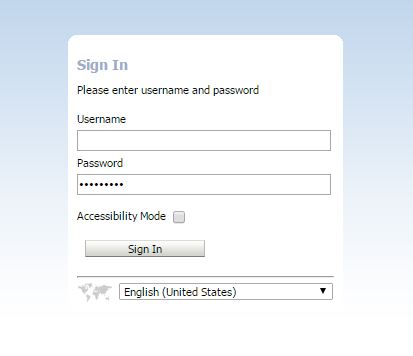 Sign In
Please enter username and password
Username
Password
•••••••••
Accessibility Mode
Sign In
English (United States)